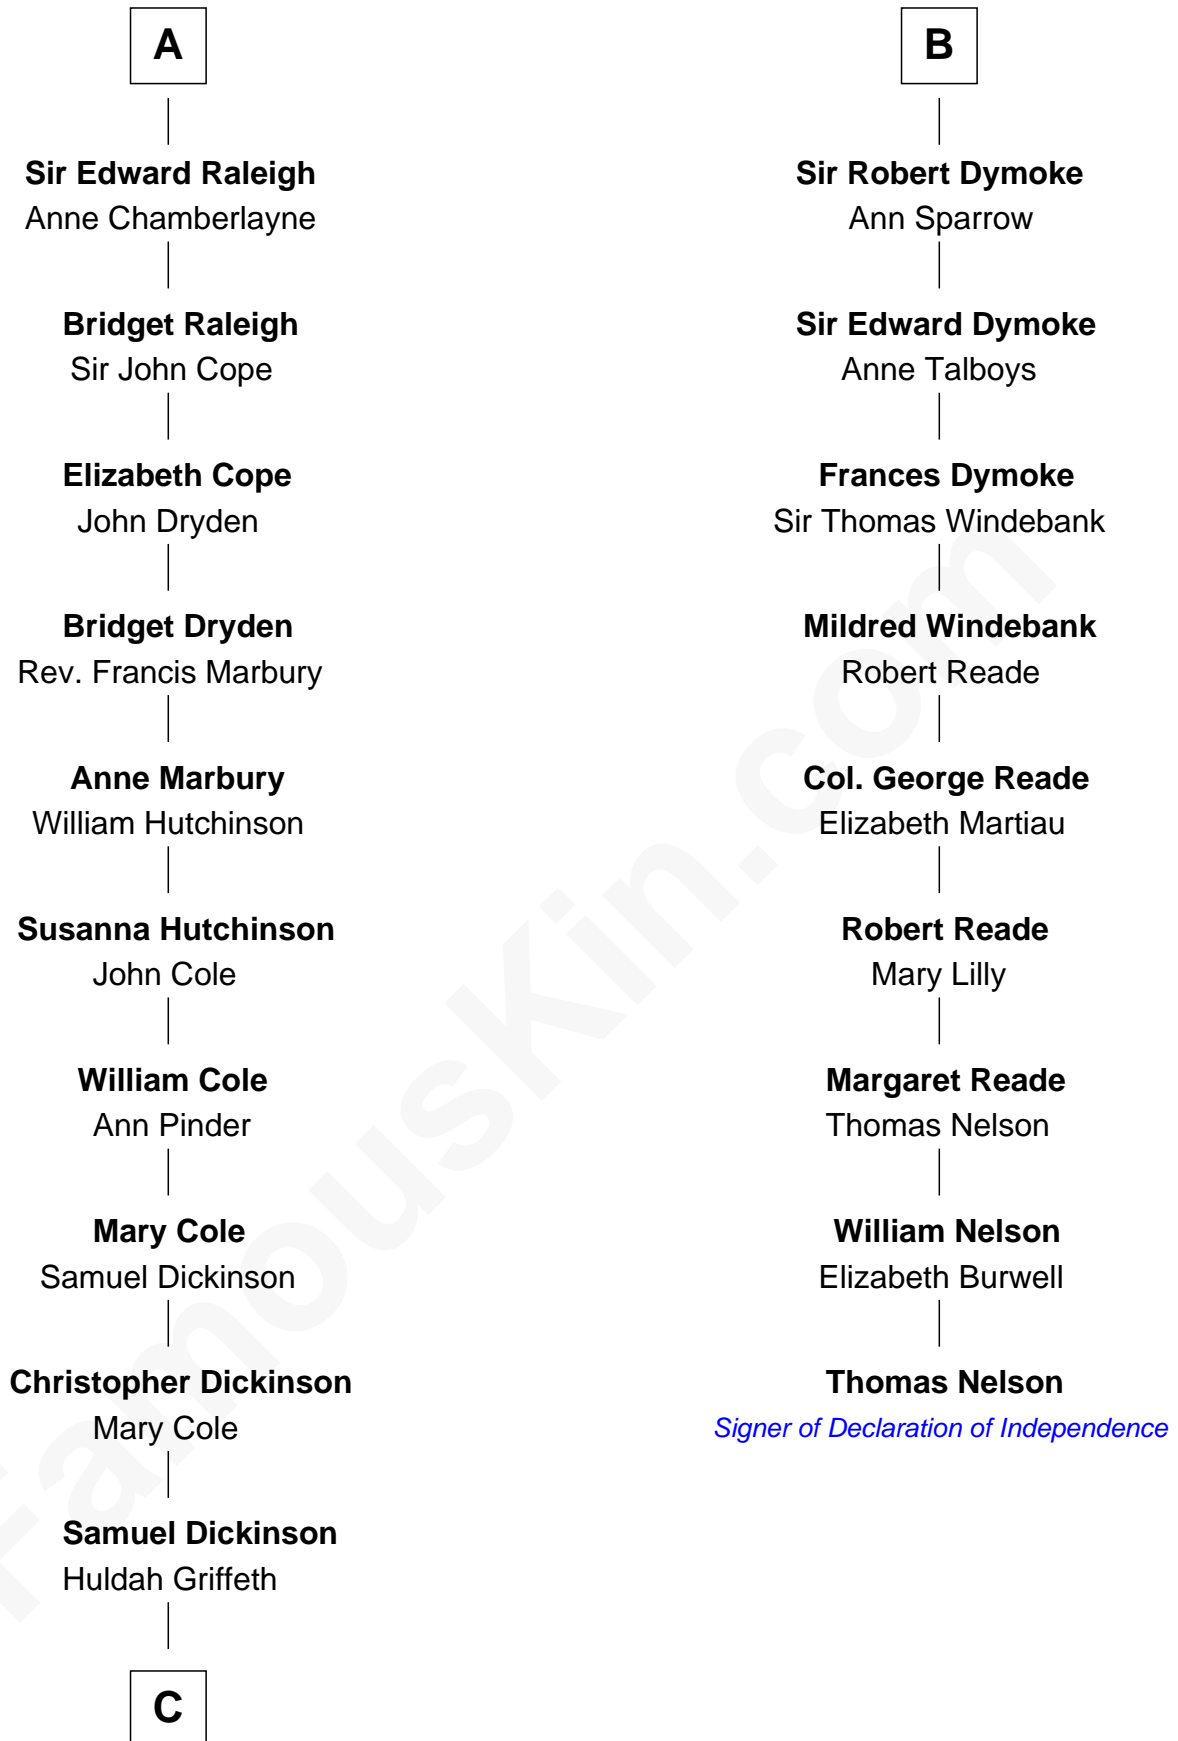 A
Sir Edward Raleigh
Anne Chamberlayne
Bridget Raleigh
Sir John Cope
Elizabeth Cope
John Dryden
Bridget Dryden
Rev. Francis Marbury
Anne Marbury
William Hutchinson
Susanna Hutchinson
John Cole
William Cole
Ann Pinder
Mary Cole
Samuel Dickinson
Christopher Dickinson
Mary Cole
Samuel Dickinson
Huldah Griffeth
C
B
Sir Robert Dymoke
Ann Sparrow
Sir Edward Dymoke
Anne Talboys
Frances Dymoke
Sir Thomas Windebank
Mildred Windebank
Robert Reade
Col. George Reade
Elizabeth Martiau
Robert Reade
Mary Lilly
Margaret Reade
Thomas Nelson
William Nelson
Elizabeth Burwell
Thomas Nelson
Signer of Declaration of Independence
FamousKin.com